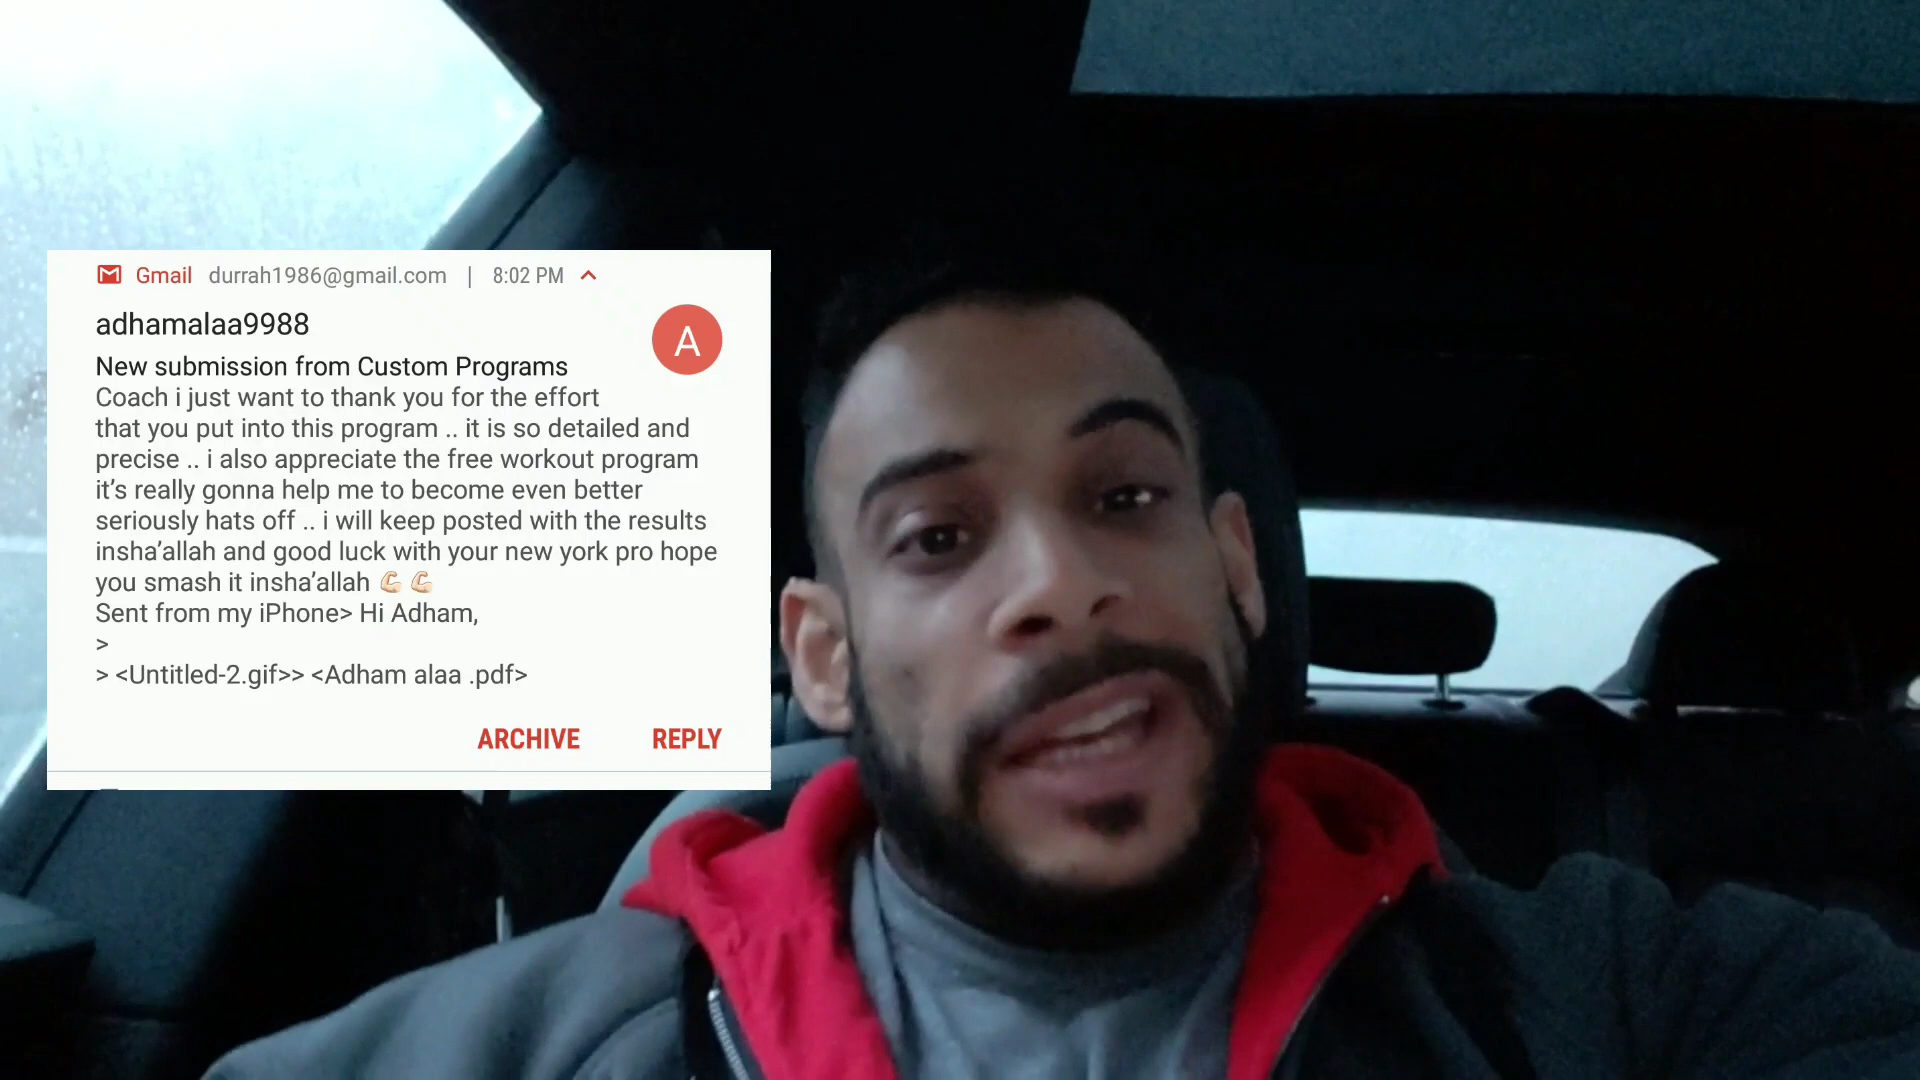 Gmail durrah1986@gmail.com | 8:02 PM
adhamalaa9988
A
New submission from Custom Programs
Coach i just want to thank you for the effort
that you put into this program .. it is so detailed and
precise .. i also appreciate the free workout program
it’s really gonna help me to become even better
seriously hats off .. i will keep posted with the results
insha’allah and good luck with your new york pro hope
you smash it insha’allah 💪🏻 💪🏻
Sent from my iPhone> Hi Adham,
>
> <Untitled-2.gif>> <Adham alaa .pdf>
ARCHIVE REPLY